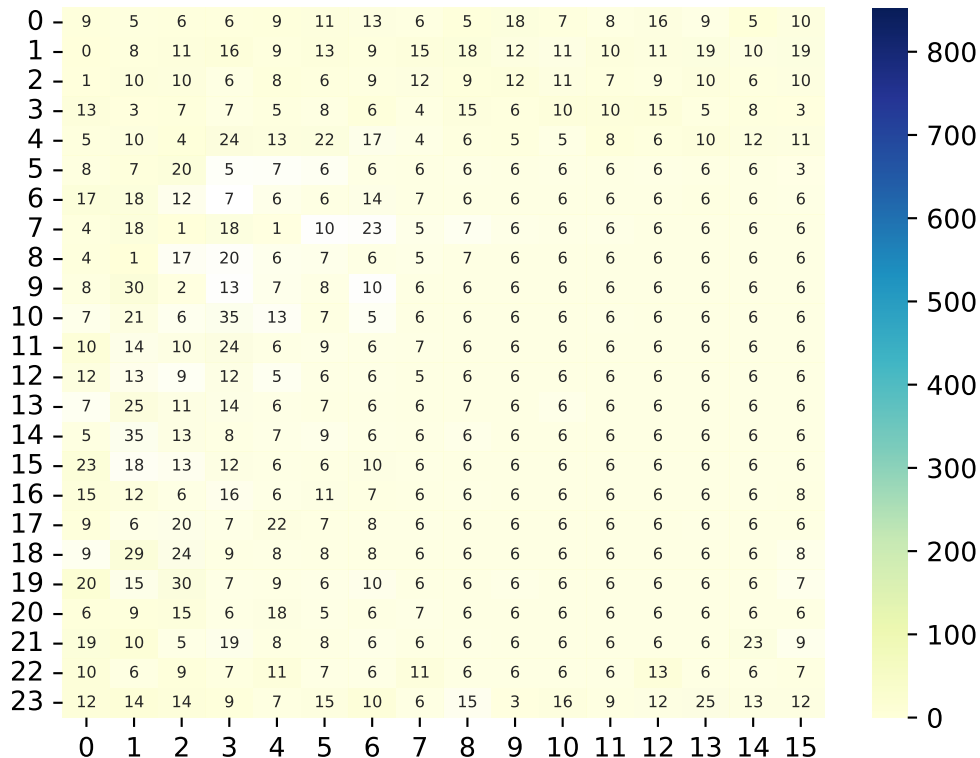 0 9 5 6 6 9 11 13 6 5 18 7 8 16 9 5 10
1 0 8 11 16 9 13 9 15 18 12 11 10 11 19 10 19
2 1 10 10 6 8 6 9 12 9 12 11 7 9 10 6 10
3 13 3 7 7 5 8 6 4 15 6 10 10 15 5 8 3
4 5 10 4 24 13 22 17 4 6 5 5 8 6 10 12 11
5 8 7 20 5 7 6 6 6 6 6 6 6 6 6 6 3
6 17 18 12 7 6 6 14 7 6 6 6 6 6 6 6 6
7 4 18 1 18 1 10 23 5 7 6 6 6 6 6 6 6
8 4 1 17 20 6 7 6 5 7 6 6 6 6 6 6 6
9 8 30 2 13 7 8 10 6 6 6 6 6 6 6 6 6
10 7 21 6 35 13 7 5 6 6 6 6 6 6 6 6 6
11 10 14 10 24 6 9 6 7 6 6 6 6 6 6 6 6
12 12 13 9 12 5 6 6 5 6 6 6 6 6 6 6 6
13 7 25 11 14 6 7 6 6 7 6 6 6 6 6 6 6
14 5 35 13 8 7 9 6 6 6 6 6 6 6 6 6 6
15 23 18 13 12 6 6 10 6 6 6 6 6 6 6 6 6
16 15 12 6 16 6 11 7 6 6 6 6 6 6 6 6 8
17 9 6 20 7 22 7 8 6 6 6 6 6 6 6 6 6
18 9 29 24 9 8 8 8 6 6 6 6 6 6 6 6 8
19 20 15 30 7 9 6 10 6 6 6 6 6 6 6 6 7
20 6 9 15 6 18 5 6 7 6 6 6 6 6 6 6 6
21 19 10 5 19 8 8 6 6 6 6 6 6 6 6 23 9
22 10 6 9 7 11 7 6 11 6 6 6 6 13 6 6 7
23 12 14 14 9 7 15 10 6 15 3 16 9 12 25 13 12
0 1 2 3 4 5 6 7 8 9 10 11 12 13 14 15
800
700
600
500
400
300
200
100
0